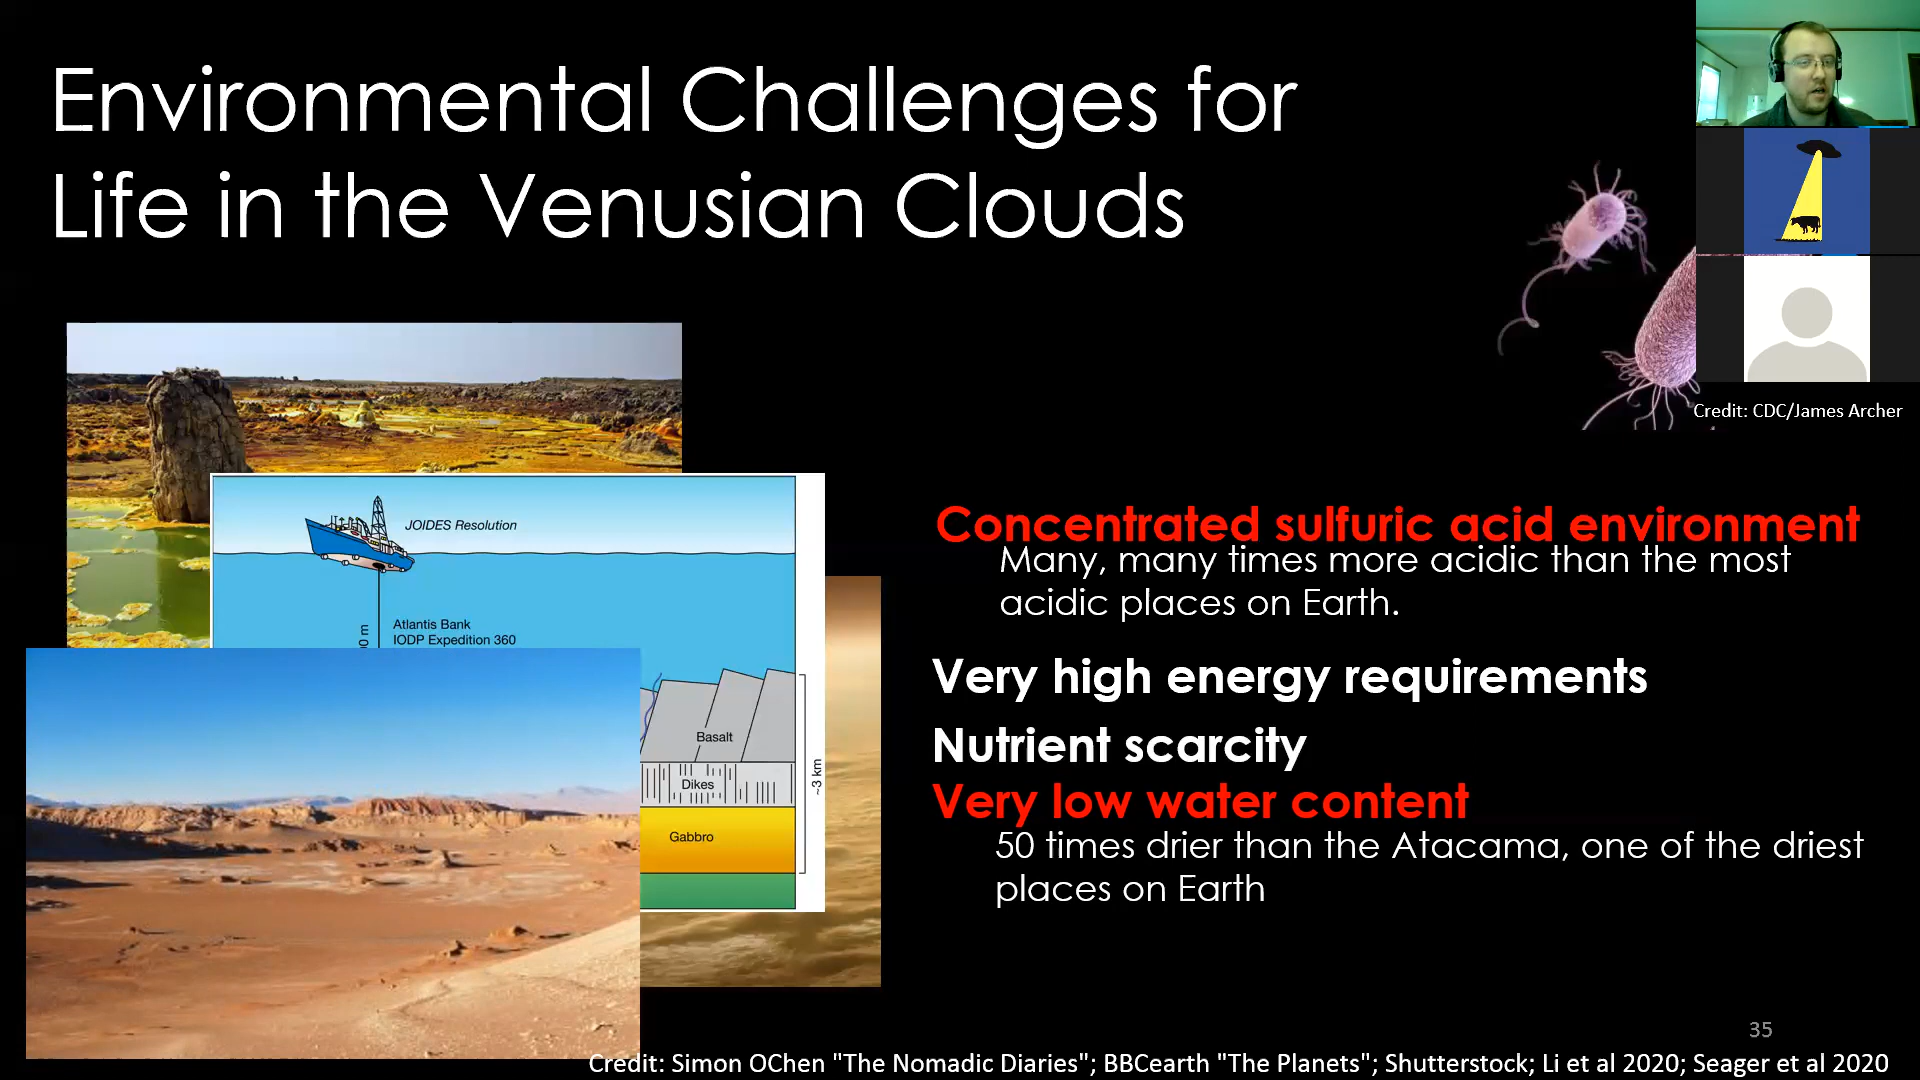 Environmental Challenges for
Life in the Venusian Clouds
Credit: CDC/James Archer
JOIDES Resolution
Atlantis Bank
IODP Expedition 360
Basalt
Dikes
Gabbro
~3 km
Concentrated sulfuric acid environment
Many, many times more acidic than the most
acidic places on Earth.
Very high energy requirements
Nutrient scarcity
Very low water content
50 times drier than the Atacama, one of the driest
places on Earth
35
Credit: Simon OChen "The Nomadic Diaries"; BBCearth "The Planets"; Shutterstock; Li et al 2020; Seager et al 2020